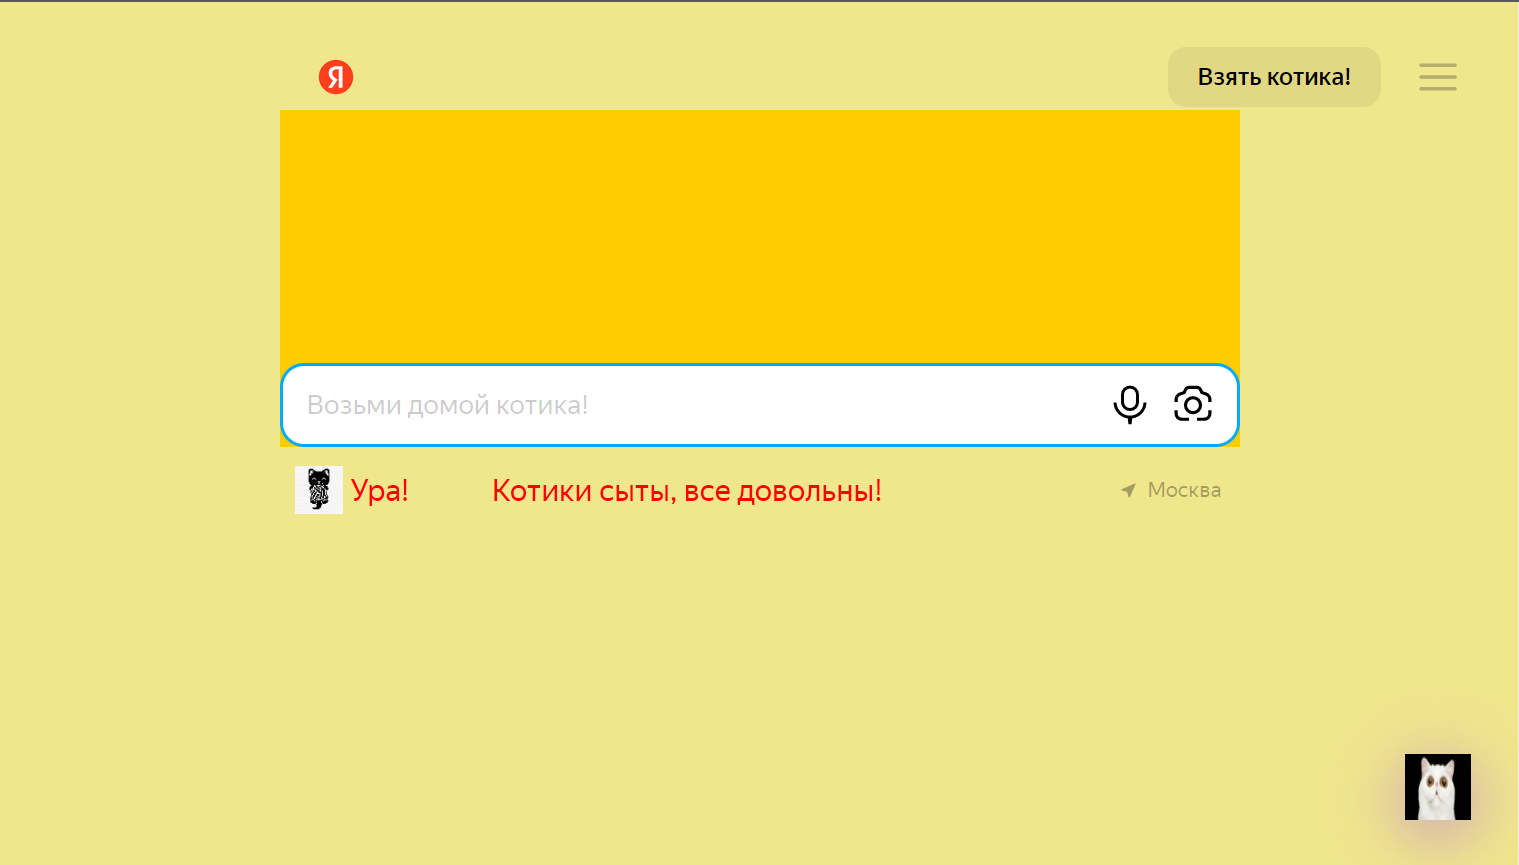 Я
Взять котика!
Возьми домой котика!
Ура! Котики сыты, все довольны!
Москва